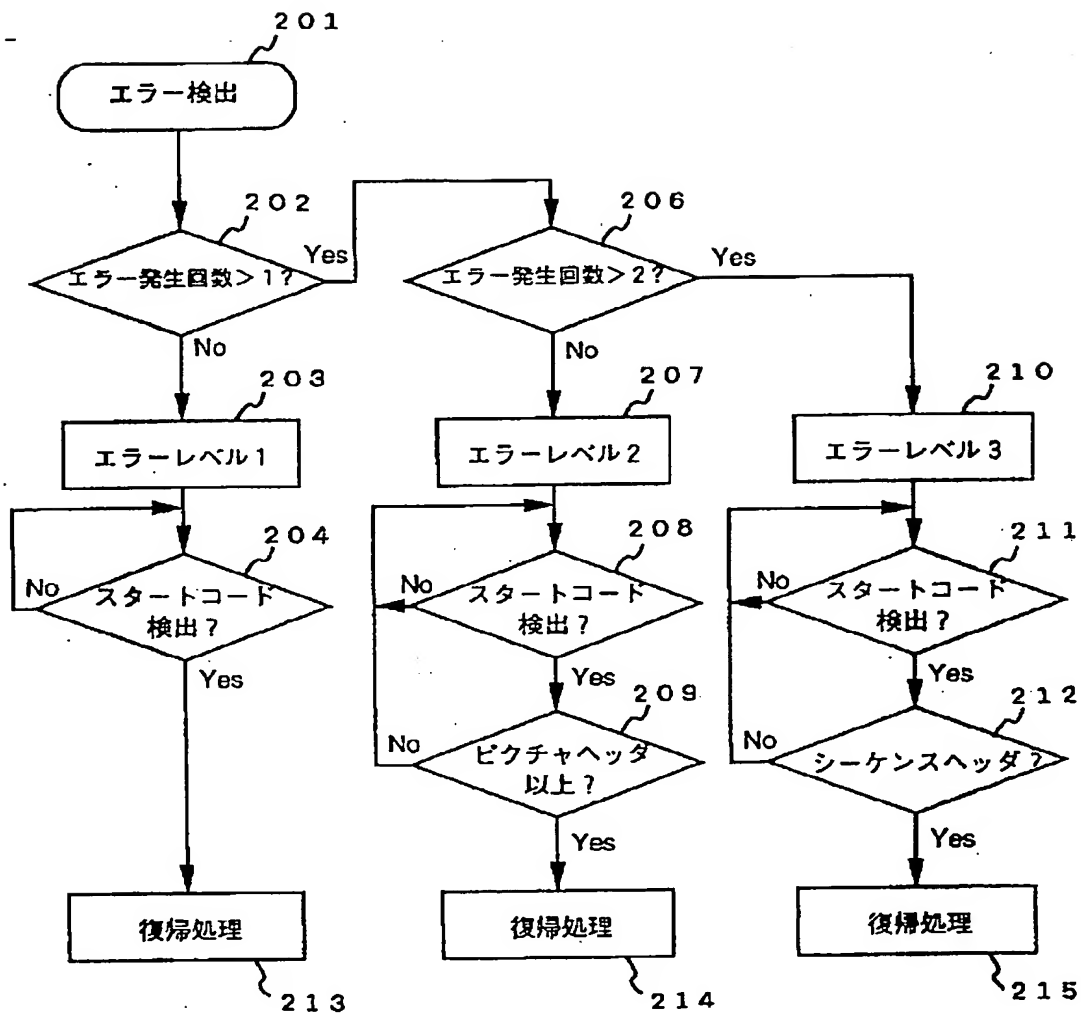 201
エラー検出
202
エラー発生回数>1?
Yes
No
203
エラーレベル1
204
スタートコード
検出?
No
Yes
復帰処理
213
206
エラー発生回数>2?
Yes
No
207
エラーレベル2
208
スタートコード
検出?
No
Yes
209
ピクチャヘッダ
以上?
No
Yes
復帰処理
214
210
エラーレベル3
211
スタートコード
検出?
No
Yes
212
シーケンスヘッダ?
No
Yes
復帰処理
215